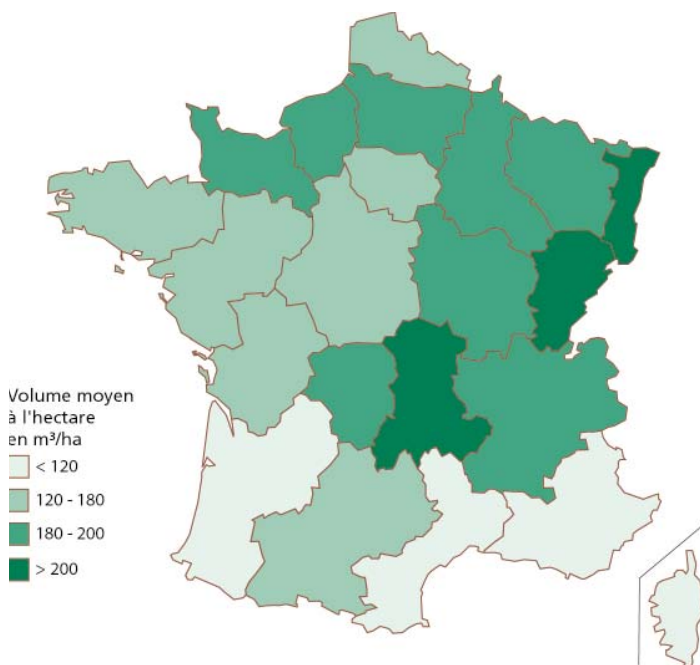 Volume moyen
à l'hectare
en m³/ha
< 120
120 - 180
180 - 200
> 200